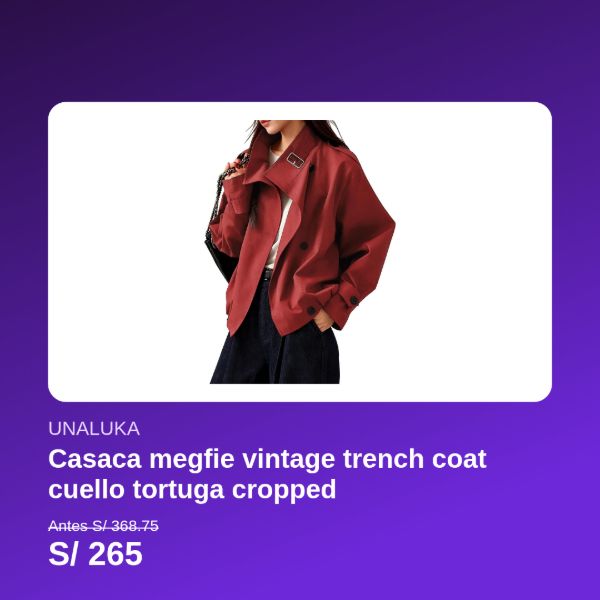 UNALUKA
Casaca megfie vintage trench coat
cuello tortuga cropped
Antes S/ 368.75
S/ 265